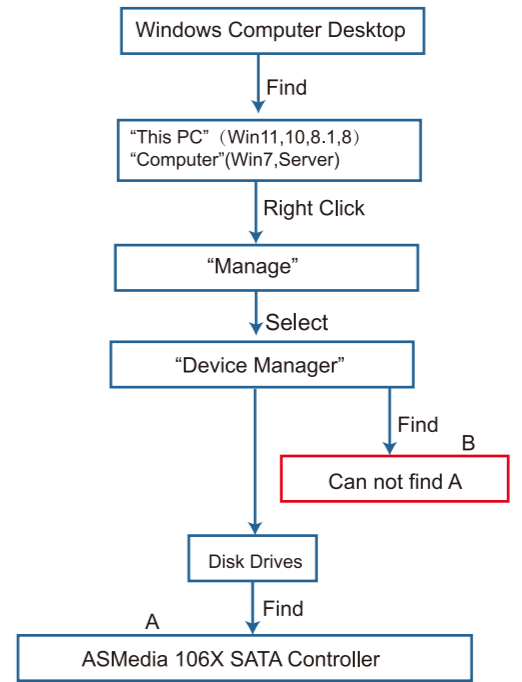 Windows Computer Desktop
Find
“This PC”（Win11,10,8.1,8）
“Computer”(Win7,Server)
Right Click
“Manage”
Select
“Device Manager”
Find
B
Can not find A
Disk Drives
Find
A
ASMedia 106X SATA Controller